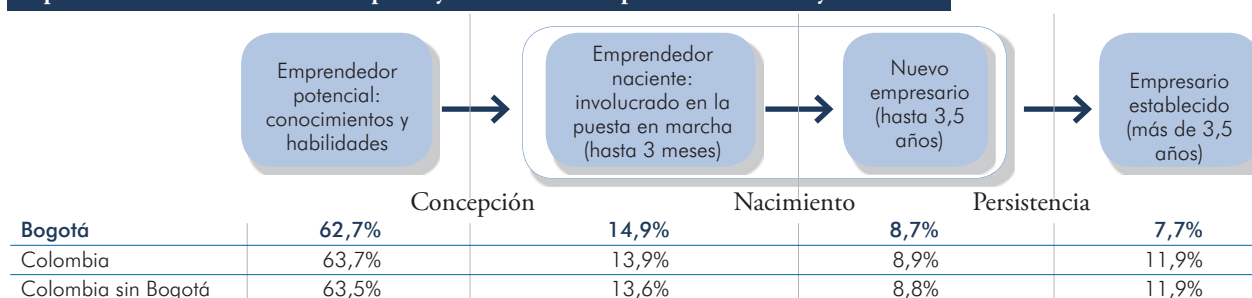 Emprendedor
potencial:
conocimientos y
habilidades
Emprendedor
naciente:
involucrado en la
puesta en marcha
(hasta 3 meses)
Nuevo
empresario
(hasta 3,5
años)
Empresario
establecido
(más de 3,5
años)
Concepción Nacimiento Persistencia
Bogotá 62,7% 14,9% 8,7% 7,7%
Colombia 63,7% 13,9% 8,9% 11,9%
Colombia sin Bogotá 63,5% 13,6% 8,8% 11,9%